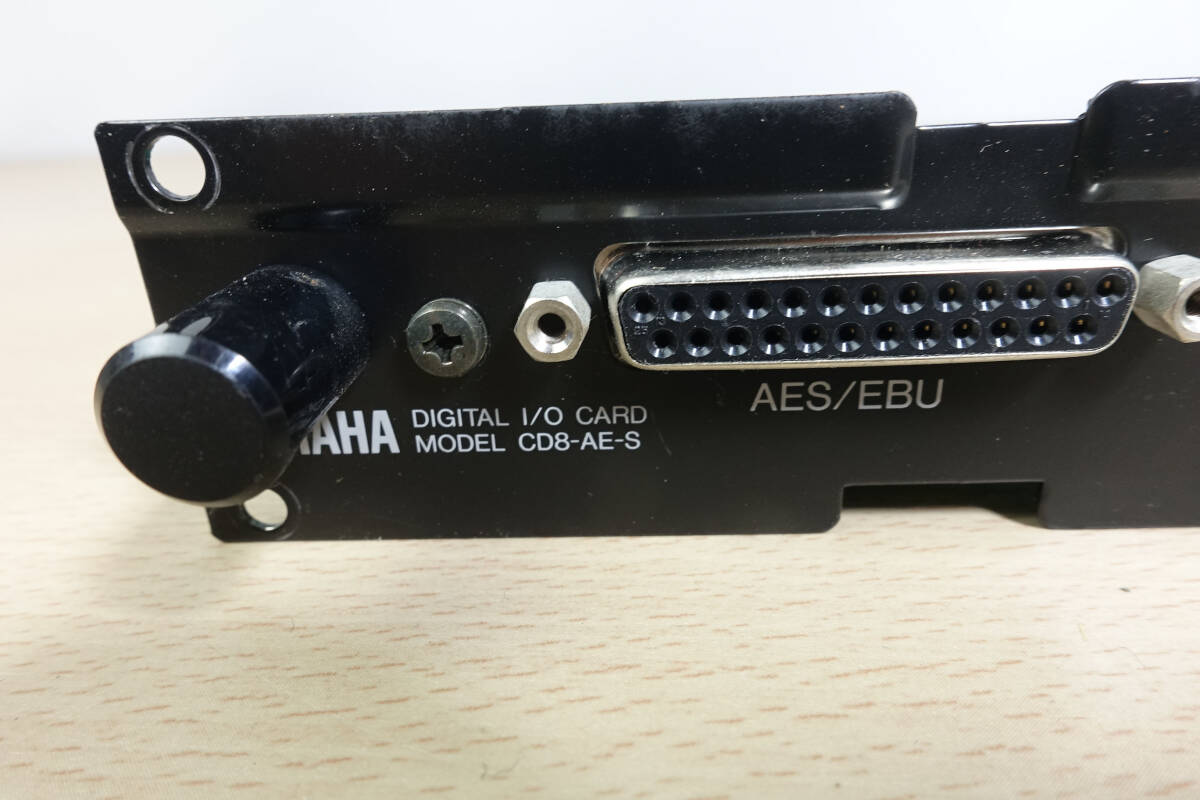 AES/EBU
AHA DIGITAL I/O CARD
MODEL CD8-AE-S